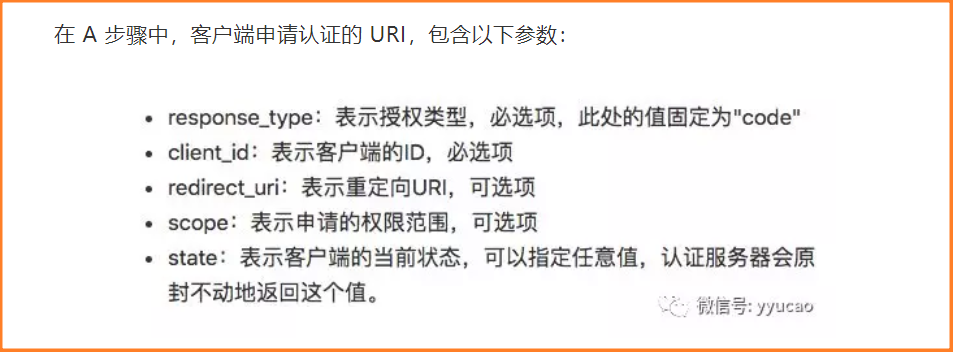 在 A 步骤中，客户端申请认证的 URI，包含以下参数：
• response_type：表示授权类型，必选项，此处的值固定为"code"
• client_id：表示客户端的ID，必选项
• redirect_uri：表示重定向URI，可选项
• scope：表示申请的权限范围，可选项
• state：表示客户端的当前状态，可以指定任意值，认证服务器会原
封不动地返回这个值。
微信号: yyucao